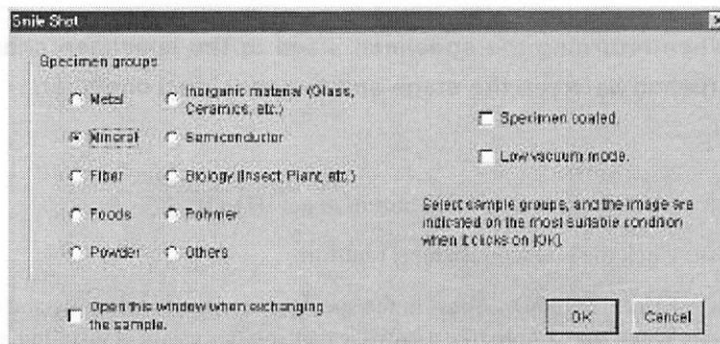 Smile Shot
Specimen groups
Metal
Inorganic material (Glass,
Ceramics, etc.)
Mineral
Semiconductor
Fiber
Biology (Insect, Plant, etc.)
Foods
Polymer
Powder
Others
Specimen coated.
Low vacuum mode.
Select sample groups, and the image are
indicated on the most suitable condition
when it clicks on [OK].
Open this window when exchanging
the sample.
OK
Cancel